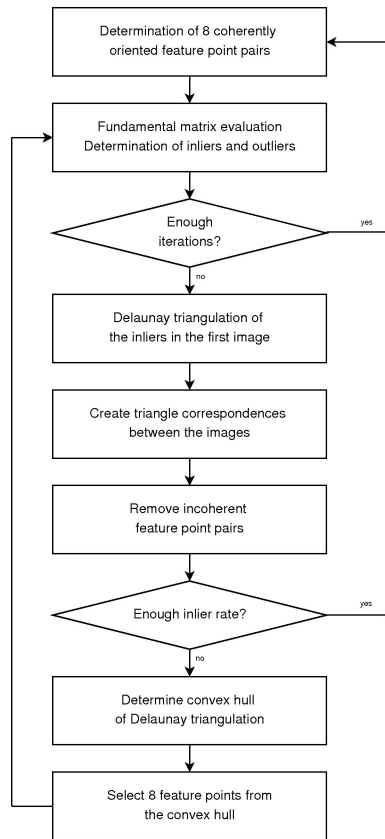 Determination of 8 coherently
oriented feature point pairs
Fundamental matrix evaluation
Determination of inliers and outliers
Enough
iterations?
yes
no
Delaunay triangulation of
the inliers in the first image
Create triangle correspondences
between the images
Remove incoherent
feature point pairs
Enough inlier rate?
yes
no
Determine convex hull
of Delaunay triangulation
Select 8 feature points from
the convex hull